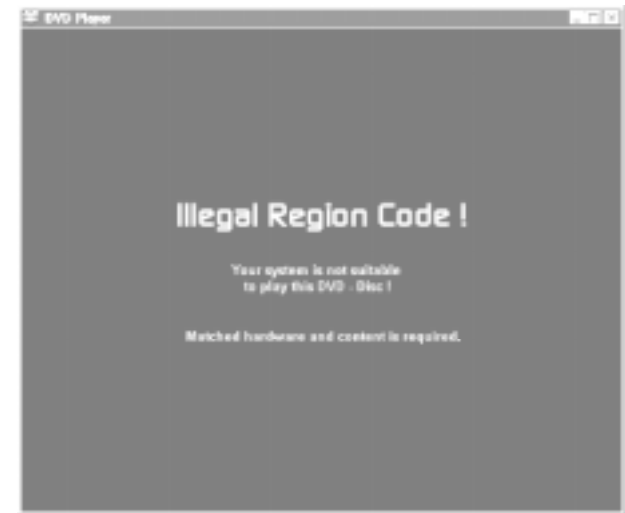 DVD Player
Illegal Region Code !
Your system is not suitable
to play this DVD - Disc !
Matched hardware and content is required.